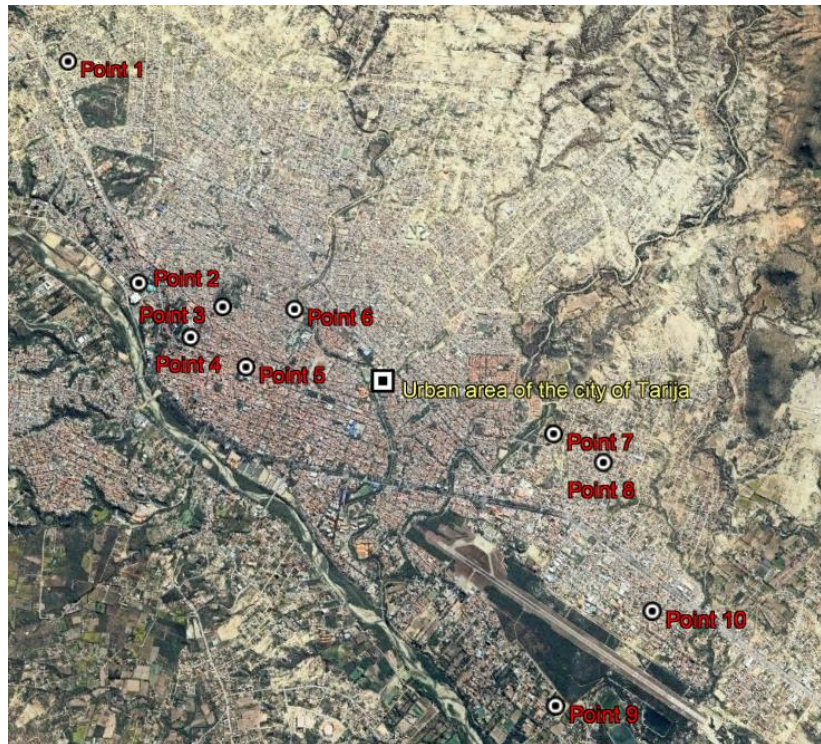 Point 1
Point 2
Point 3
Point 6
Point 4
Point 5
Urban area of the city of Tarija
Point 7
Point 8
Point 10
Point 9